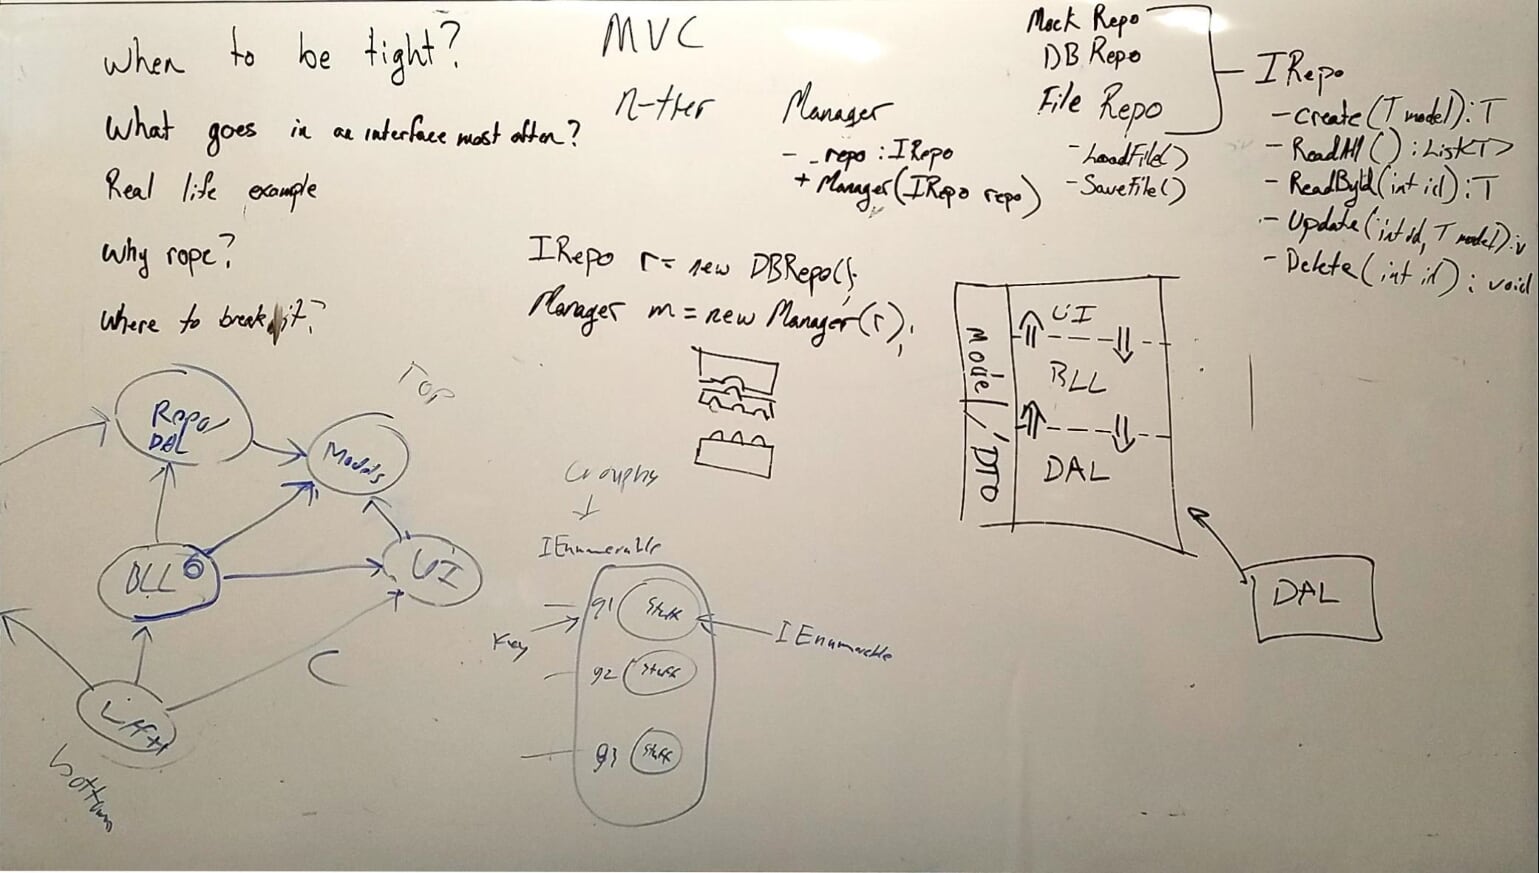 When to be tight?
What goes in an interface most often?
Real life example
Why rope?
Where to break it?
MVC
n-tier
Manager
- _repo : IRepo
+ Manager(IRepo repo)
Mock Repo
DB Repo
File Repo
- LoadFile()
- SaveFile()
IRepo
- Create(T model) : T
- ReadAll() : List<T>
- ReadById(int id) : T
- Update(int id, T model) : v
- Delete(int id) : void
IRepo r = new DBRepo();
Manager m = new Manager(r);
Model/DTO
UI
BLL
DAL
DAL
Top
Repo/
DAL
Models
BLL
UI
C
bottom
IEnumerable
Key
g1 Stuff
g2 Stuff
g3 Stuff
IEnumerable